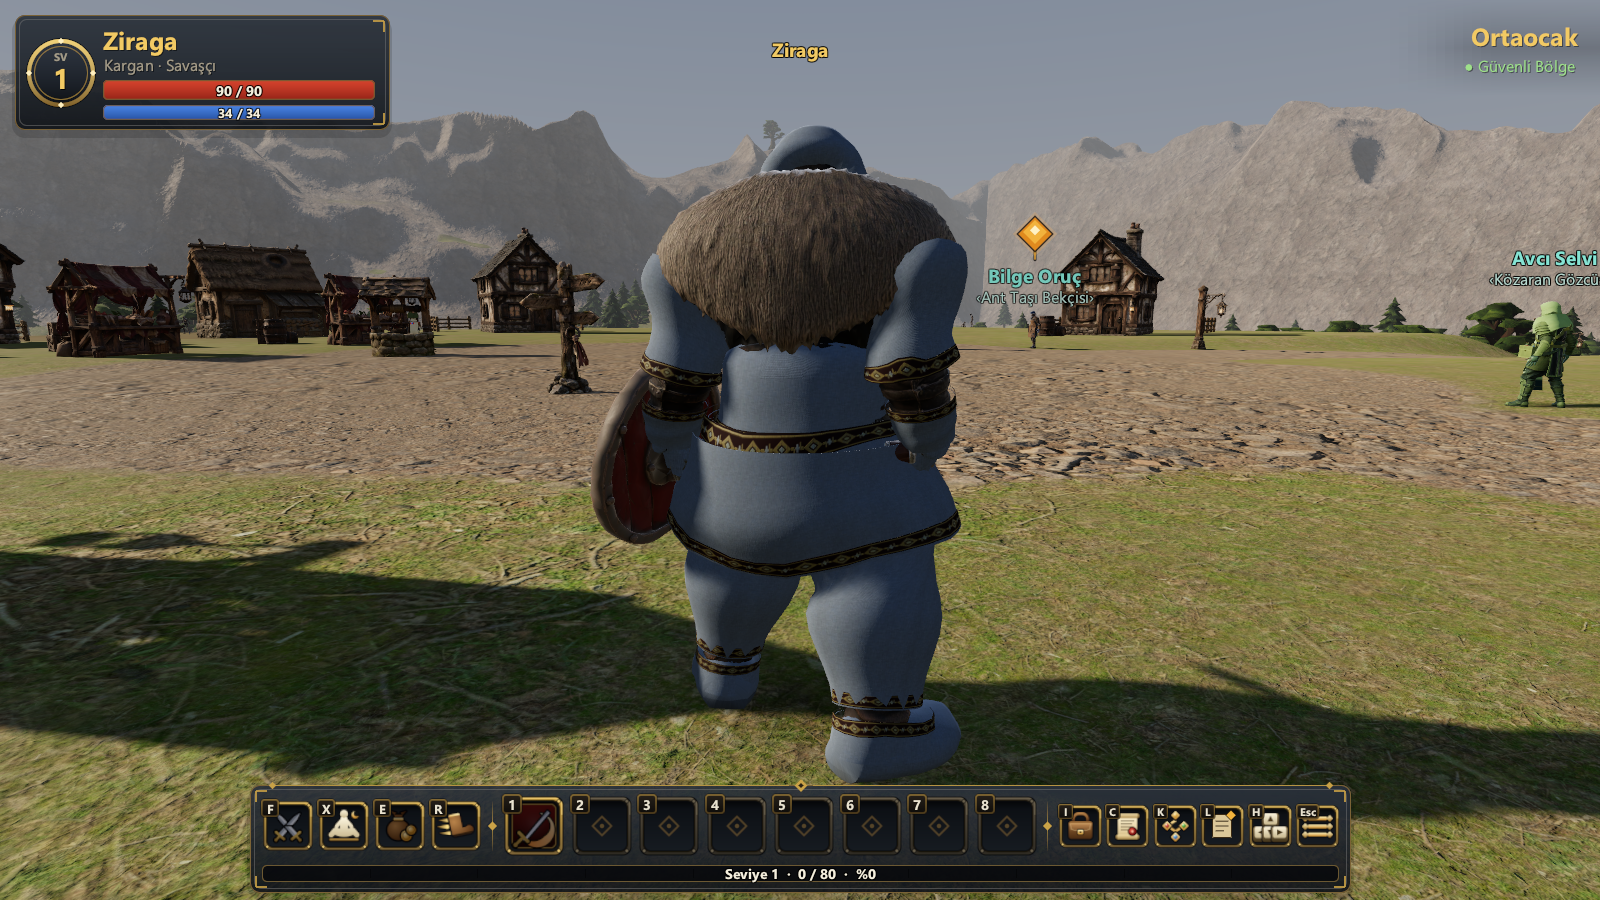 Ziraga
SV
1
Kargan · Savaşçı
90 / 90
34 / 34
Ziraga
Ortaocak
Güvenli Bölge
Bilge Oruç
‹Ant Taşı Bekçisi›
Avcı Selvi
‹Közaran Gözcü
F X E R 1 2 3 4 5 6 7 8 I C K L H Esc
Seviye 1 · 0 / 80 · %0